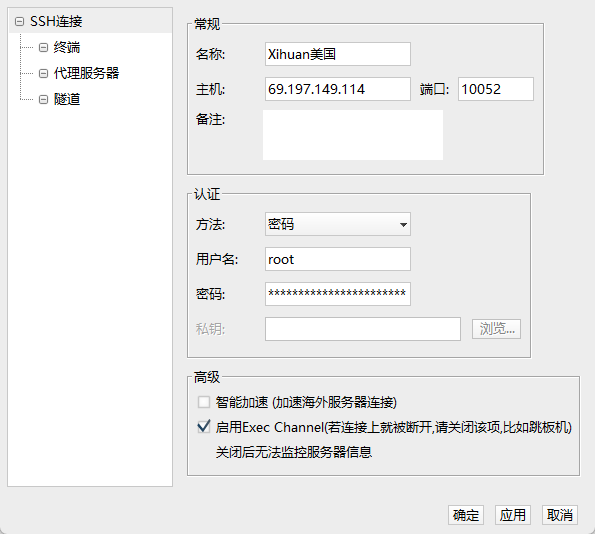 SSH连接
终端
代理服务器
隧道
常规
名称: Xihuan美国
主机: 69.197.149.114 端口: 10052
备注:
认证
方法: 密码
用户名: root
密码: ***********************
私钥: 浏览...
高级
智能加速 (加速海外服务器连接)
启用Exec Channel(若连接上就被断开,请关闭该项,比如跳板机)
关闭后无法监控服务器信息
确定 应用 取消